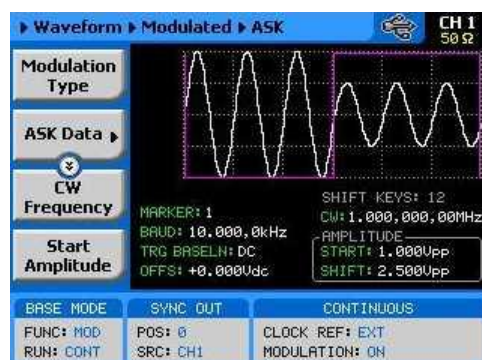 Waveform ▸ Modulated ▸ ASK
CH 1
50 Ω
Modulation
Type
ASK Data ▸
CW
Frequency
Start
Amplitude
MARKER: 1
BAUD: 10.000,0kHz
TRG BASELN: DC
OFFS: +0.000Vdc
SHIFT KEYS: 12
CW: 1.000,000,00MHz
AMPLITUDE
START: 1.000Vpp
SHIFT: 2.500Vpp
BASE MODE
FUNC: MOD
RUN: CONT
SYNC OUT
POS: 0
SRC: CH1
CONTINUOUS
CLOCK REF: EXT
MODULATION: ON